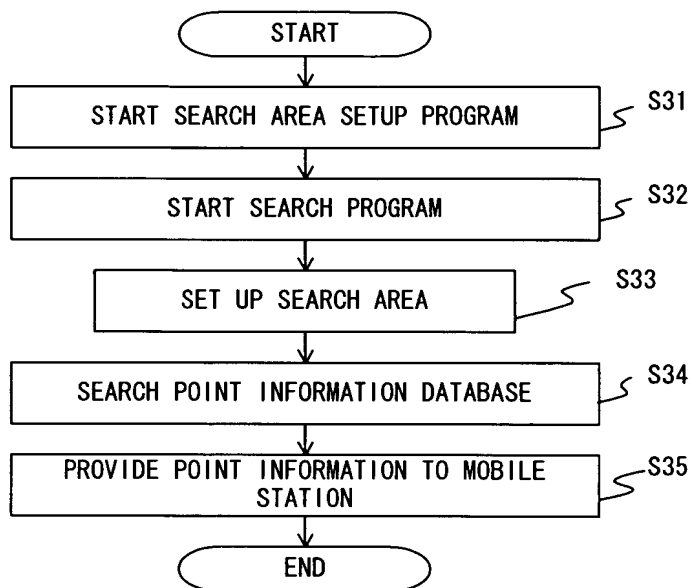 START
START SEARCH AREA SETUP PROGRAM
S31
START SEARCH PROGRAM
S32
SET UP SEARCH AREA
S33
SEARCH POINT INFORMATION DATABASE
S34
PROVIDE POINT INFORMATION TO MOBILE
STATION
S35
END